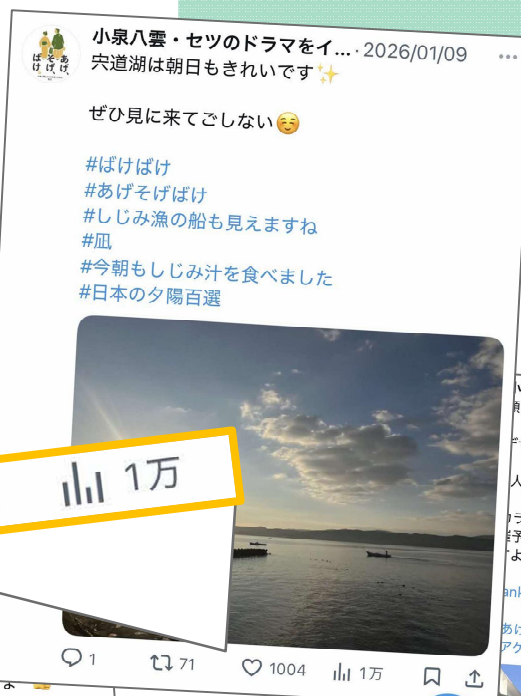 小泉八雲・セツのドラマをイ...・2026/01/09
宍道湖は朝日もきれいです✨
ぜひ見に来てごしない☺️
#ばけばけ
#あげそげばけ
#しじみ漁の船も見えますね
#凪
#今朝もしじみ汁を食べました
#日本の夕陽百選
1万
1
71
1004
1万